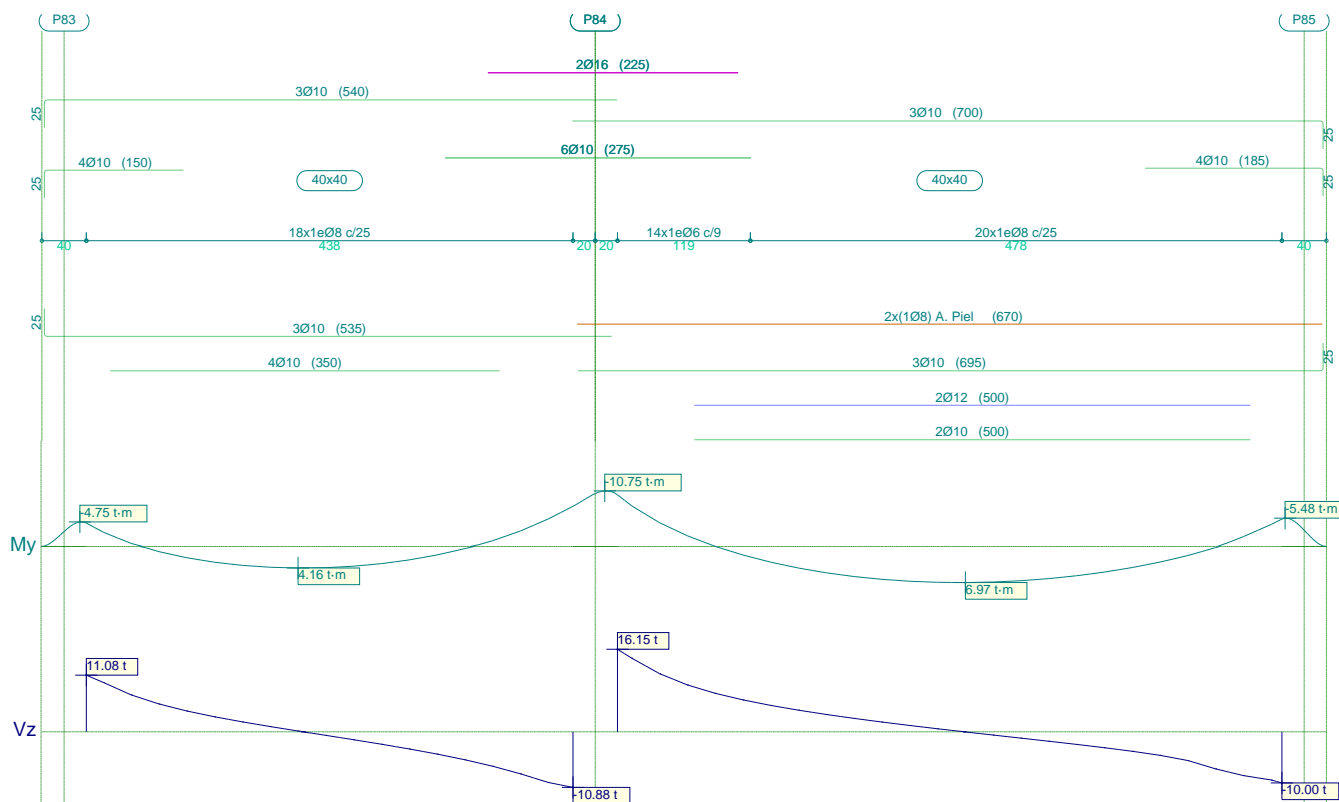 P83
P84
P85
2Ø16 (225)
3Ø10 (540)
25
3Ø10 (700)
25
6Ø10 (275)
4Ø10 (150)
25
4Ø10 (185)
25
40x40
40x40
18x1eØ8 c/25
14x1eØ6 c/9
20x1eØ8 c/25
40
438
20
20
119
478
40
25
2x(1Ø8) A. Piel (670)
3Ø10 (535)
4Ø10 (350)
3Ø10 (695)
25
2Ø12 (500)
2Ø10 (500)
-10.75 t·m
-4.75 t·m
-5.48 t·m
My
4.16 t·m
6.97 t·m
16.15 t
11.08 t
Vz
-10.88 t
-10.00 t